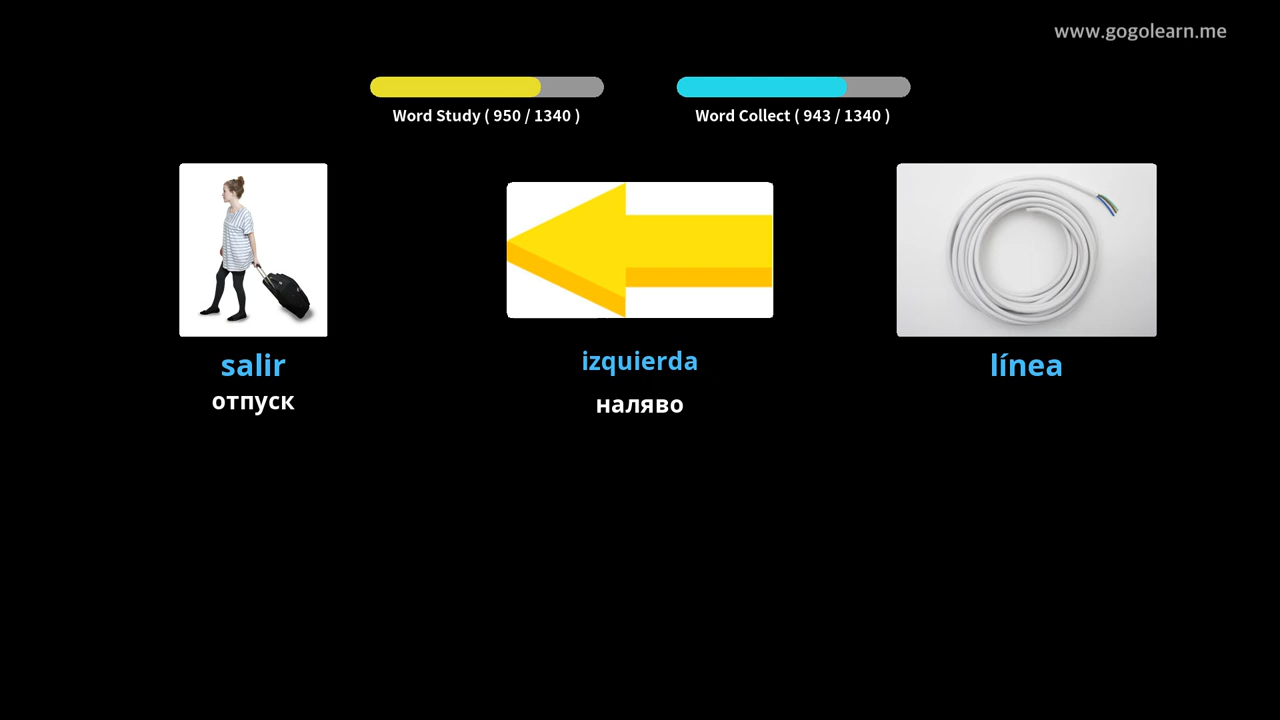 www.gogolearn.me
Word Study ( 950 / 1340 )
Word Collect ( 943 / 1340 )
salir
отпуск
izquierda
наляво
línea